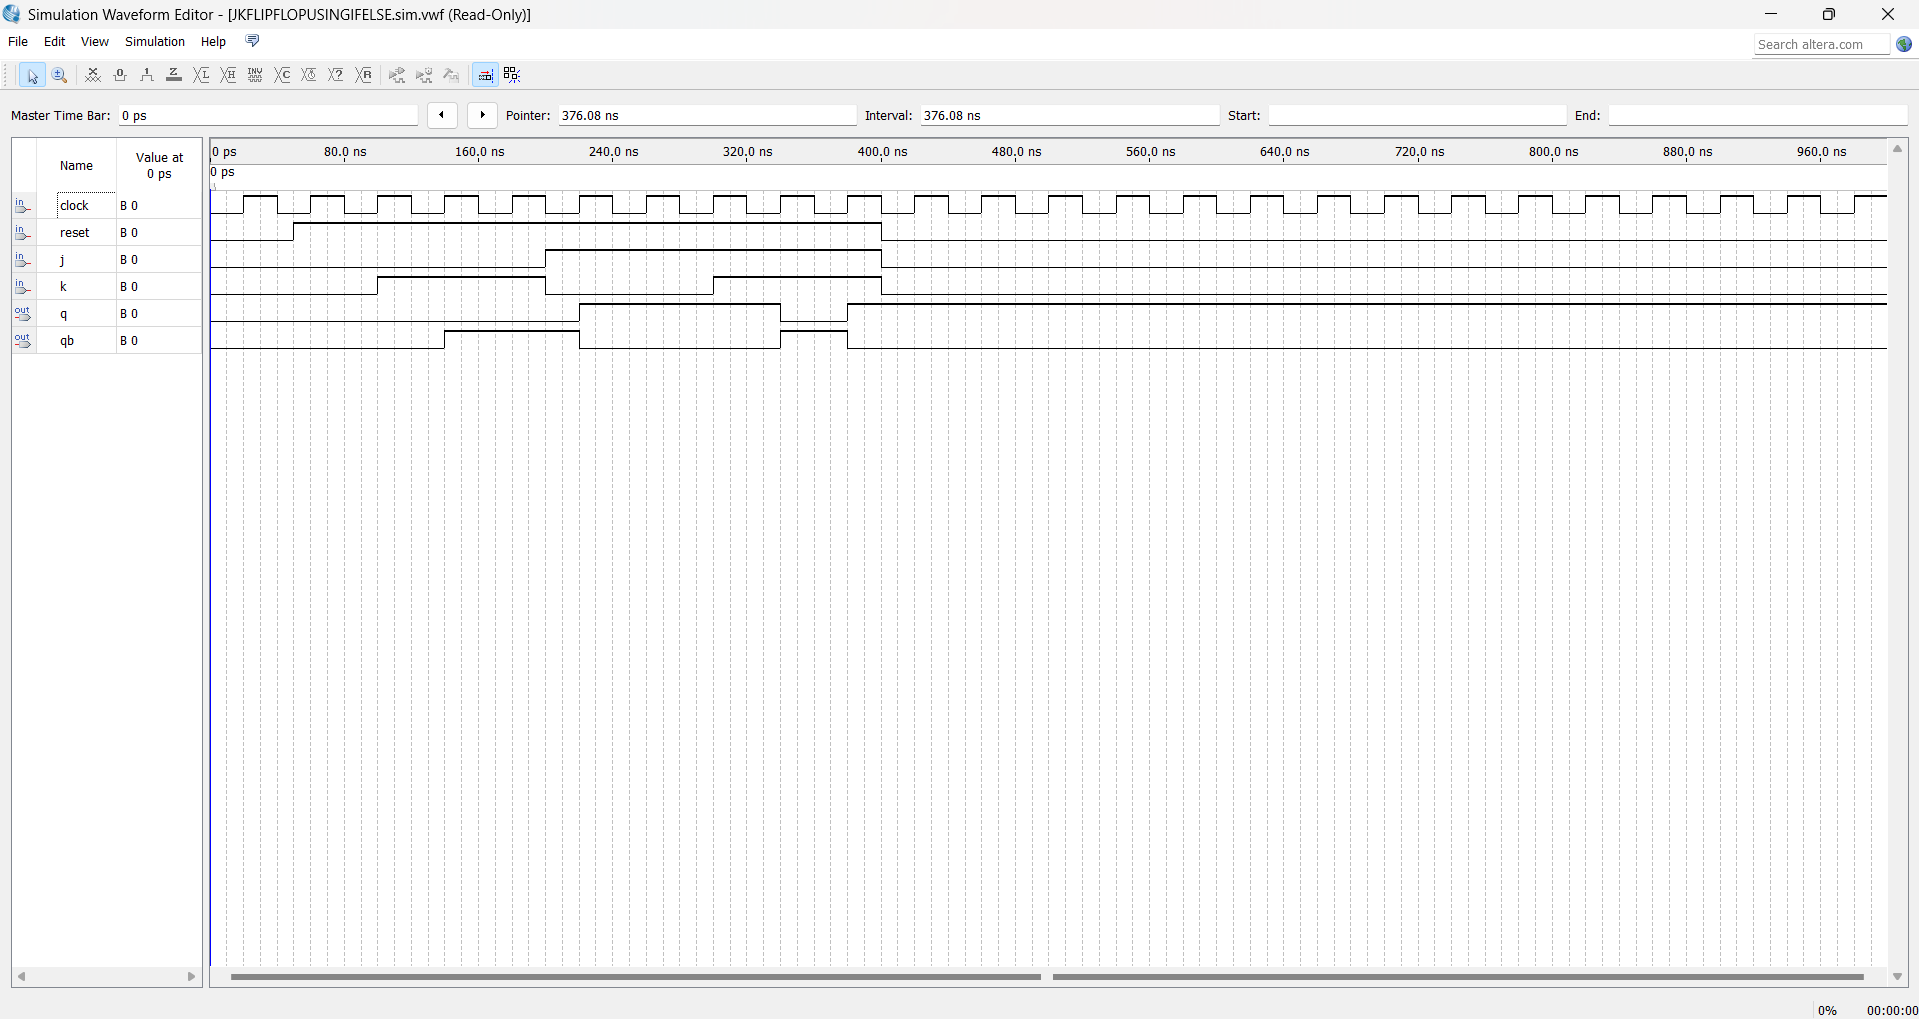 Simulation Waveform Editor - [JKFLIPFLOPUSINGIFELSE.sim.vwf (Read-Only)]
File Edit View Simulation Help
Search altera.com
Master Time Bar: 0 ps Pointer: 376.08 ns Interval: 376.08 ns Start: End:
Name Value at
0 ps
0 ps 80.0 ns 160.0 ns 240.0 ns 320.0 ns 400.0 ns 480.0 ns 560.0 ns 640.0 ns 720.0 ns 800.0 ns 880.0 ns 960.0 ns
0 ps
in clock B 0
in reset B 0
in j B 0
in k B 0
out q B 0
out qb B 0
0% 00:00:00